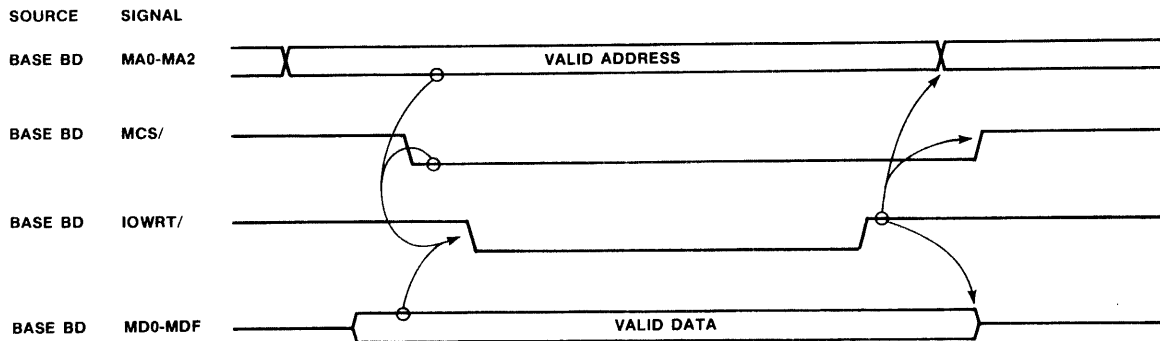 SOURCE SIGNAL
BASE BD MA0-MA2 VALID ADDRESS
BASE BD MCS/
BASE BD IOWRT/
BASE BD MD0-MDF VALID DATA